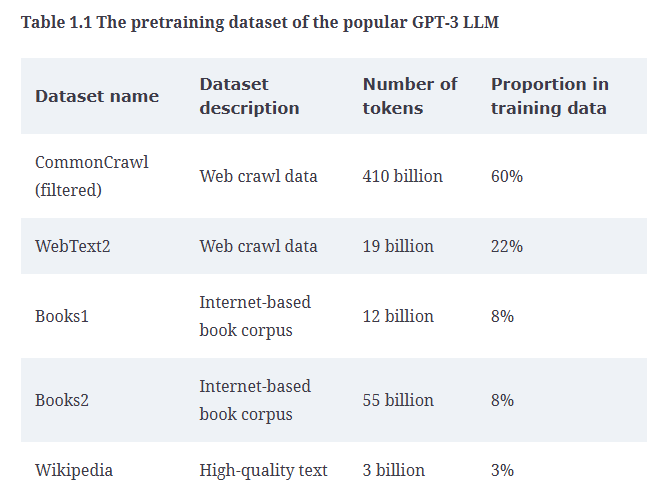 Table 1.1 The pretraining dataset of the popular GPT-3 LLM
Dataset name
Dataset
description
Number of
tokens
Proportion in
training data
CommonCrawl
(filtered)
Web crawl data
410 billion
60%
WebText2
Web crawl data
19 billion
22%
Books1
Internet-based
book corpus
12 billion
8%
Books2
Internet-based
book corpus
55 billion
8%
Wikipedia
High-quality text
3 billion
3%